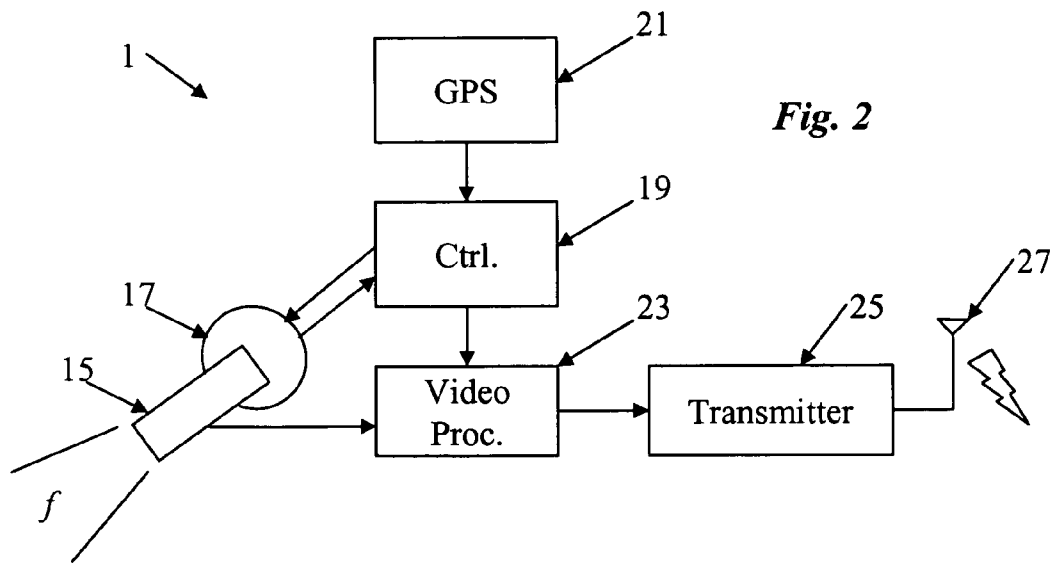 1
GPS
21
Fig. 2
Ctrl.
19
17
15
f
Video
Proc.
23
Transmitter
25
27